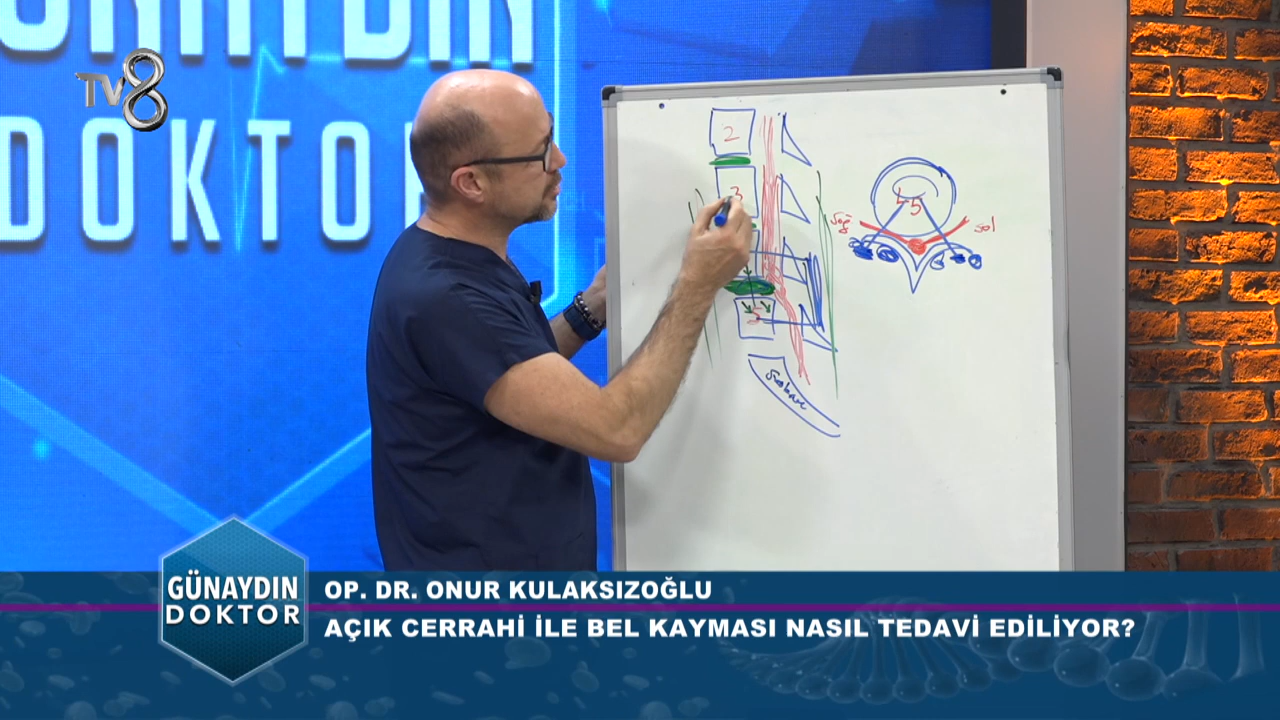 GÜNAYDIN
DOKTOR
TV8
2
3
5
L5
Sağ
Sol
GÜNAYDIN
DOKTOR
OP. DR. ONUR KULAKSIZOĞLU
AÇIK CERRAHİ İLE BEL KAYMASI NASIL TEDAVİ EDİLİYOR?